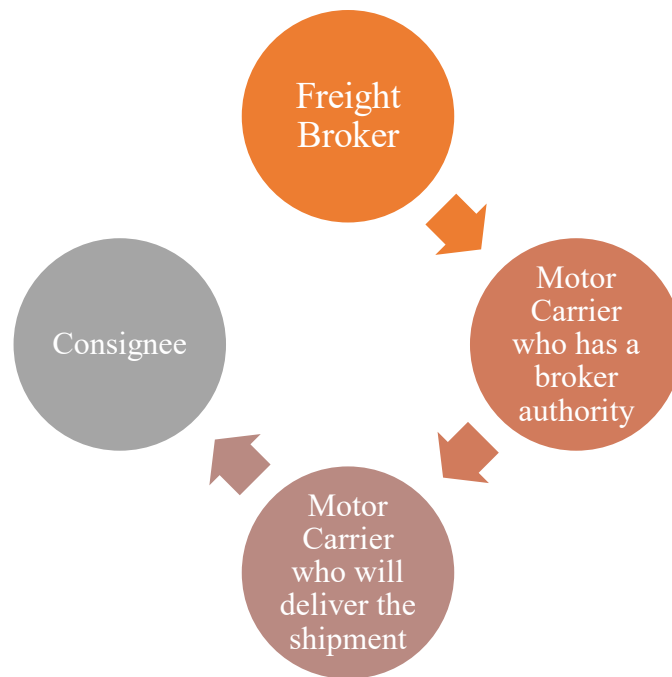 Freight
Broker
Motor
Carrier
who has a
broker
authority
Motor
Carrier
who will
deliver the
shipment
Consignee